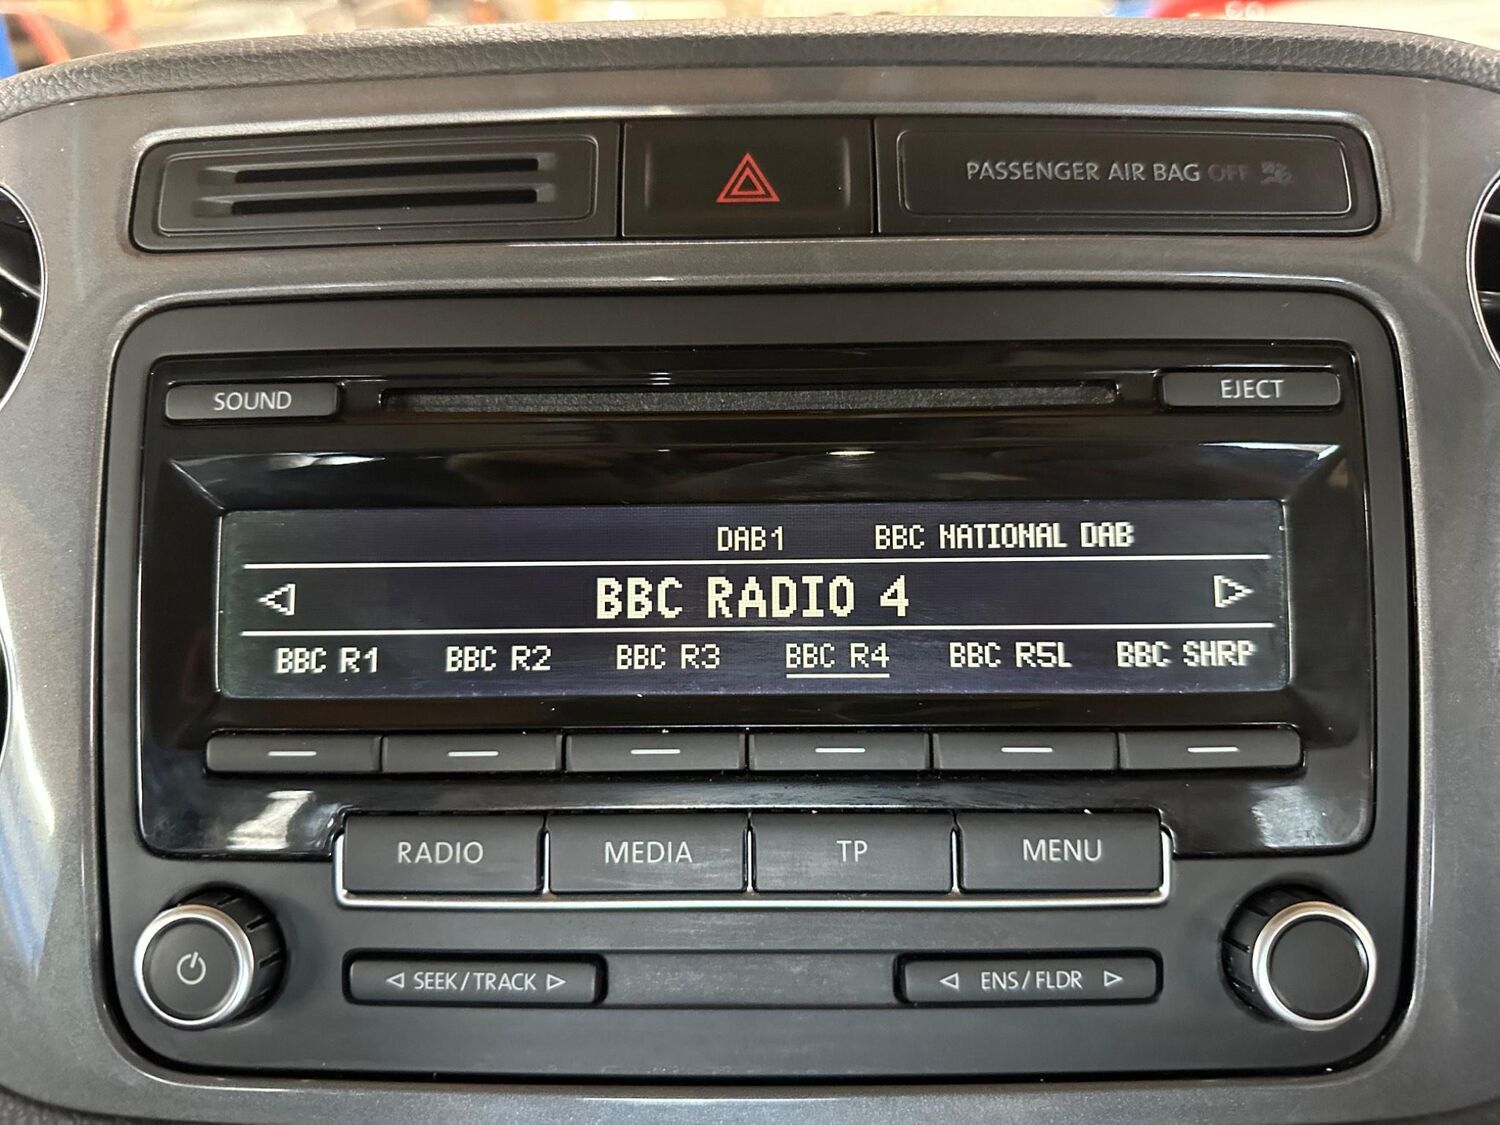 PASSENGER AIR BAG OFF
SOUND
EJECT
DAB1 BBC NATIONAL DAB
BBC RADIO 4
BBC R1 BBC R2 BBC R3 BBC R4 BBC R5L BBC SHRP
RADIO MEDIA TP MENU
SEEK/TRACK
ENS/FLDR